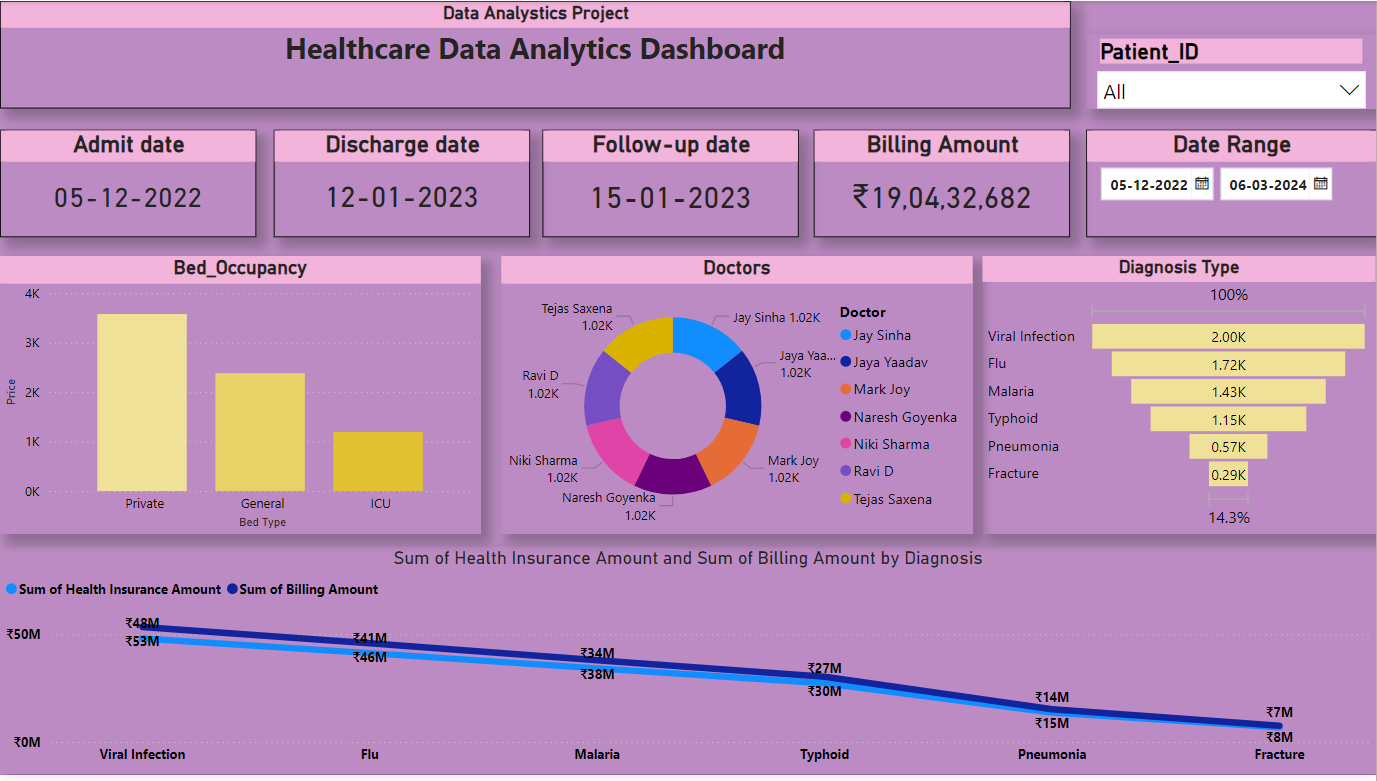 Data Analystics Project
Healthcare Data Analytics Dashboard
Patient_ID
All
Admit date
05-12-2022
Discharge date
12-01-2023
Follow-up date
15-01-2023
Billing Amount
₹19,04,32,682
Date Range
05-12-2022
06-03-2024
Bed_Occupancy
4K
3K
2K
1K
0K
Price
Private
General
ICU
Bed Type
Doctors
Tejas Saxena
1.02K
Jay Sinha 1.02K
Jaya Yaa...
1.02K
Ravi D
1.02K
Niki Sharma
1.02K
Mark Joy
1.02K
Naresh Goyenka
1.02K
Doctor
Jay Sinha
Jaya Yaadav
Mark Joy
Naresh Goyenka
Niki Sharma
Ravi D
Tejas Saxena
Diagnosis Type
100%
Viral Infection 2.00K
Flu 1.72K
Malaria 1.43K
Typhoid 1.15K
Pneumonia 0.57K
Fracture 0.29K
14.3%
Sum of Health Insurance Amount and Sum of Billing Amount by Diagnosis
Sum of Health Insurance Amount Sum of Billing Amount
₹50M
₹0M
₹48M
₹53M
₹41M
₹46M
₹34M
₹38M
₹27M
₹30M
₹14M
₹15M
₹7M
₹8M
Viral Infection
Flu
Malaria
Typhoid
Pneumonia
Fracture